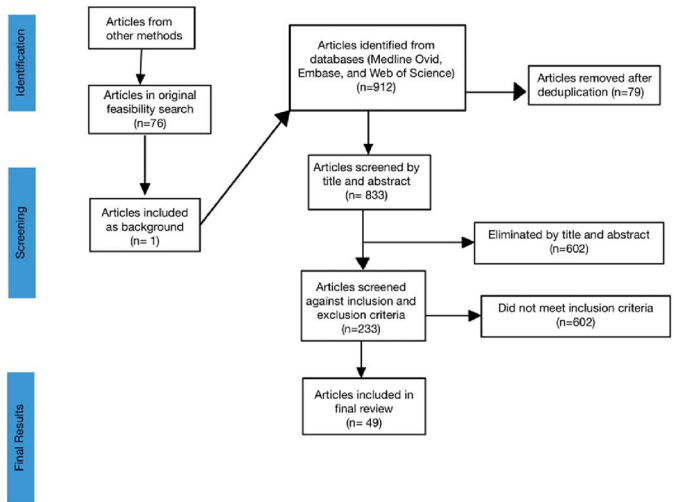 Identification
Articles from
other methods
Articles in original
feasibility search
(n=76)
Articles identified from
databases (Medline Ovid,
Embase, and Web of Science)
(n=912)
Articles removed after
deduplication (n=79)
Screening
Articles included
as background
(n= 1)
Articles screened by
title and abstract
(n= 833)
Eliminated by title and abstract
(n=602)
Articles screened
against inclusion and
exclusion criteria
(n=233)
Did not meet inclusion criteria
(n=602)
Final Results
Articles included in
final review
(n= 49)